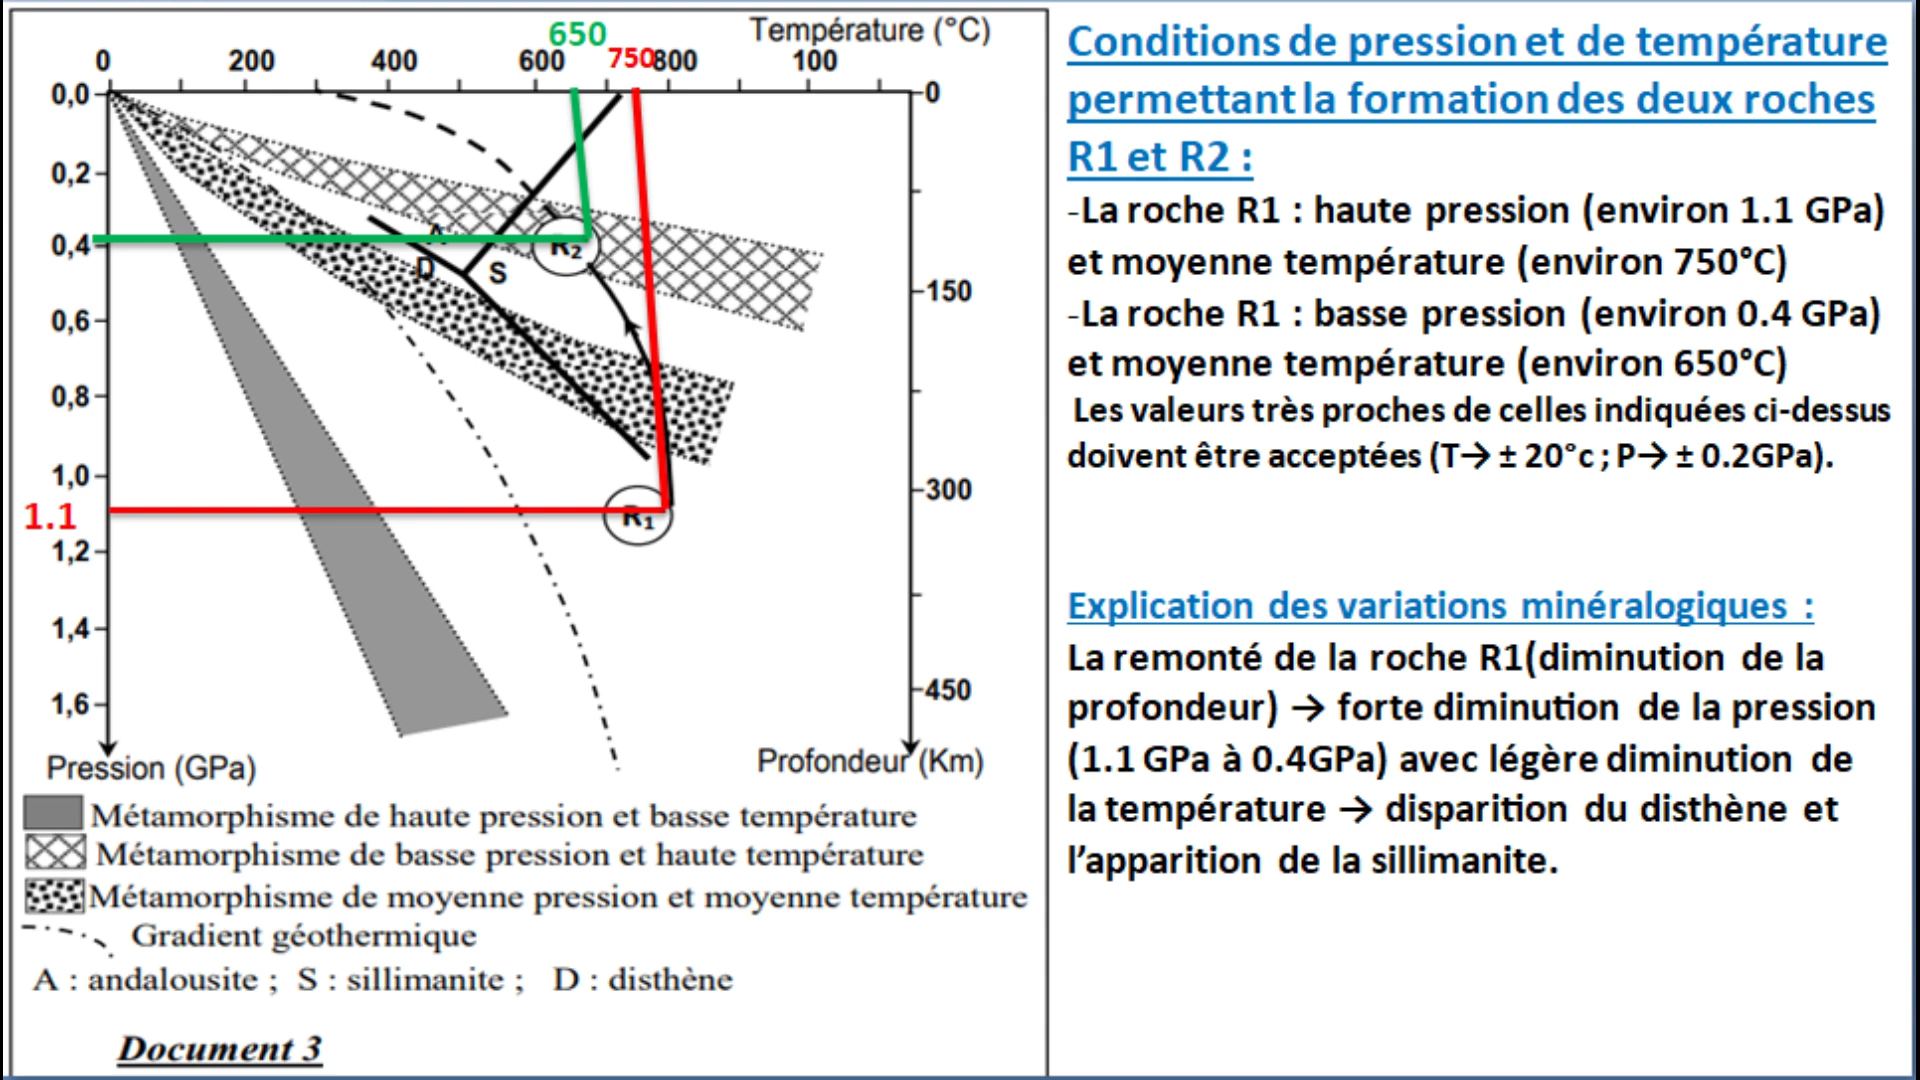 Température (°C)
650
750
0 200 400 600 800 100
0,0
0,2
0,4
0,6
0,8
1,0
1.1
1,2
1,4
1,6
0
150
300
450
A
D
S
R₂
R₁
Pression (GPa)
Profondeur (Km)
Métamorphisme de haute pression et basse température
Métamorphisme de basse pression et haute température
Métamorphisme de moyenne pression et moyenne température
Gradient géothermique
A : andalousite ; S : sillimanite ; D : disthène
Document 3
Conditions de pression et de température
permettant la formation des deux roches
R1 et R2 :
-La roche R1 : haute pression (environ 1.1 GPa)
et moyenne température (environ 750°C)
-La roche R1 : basse pression (environ 0.4 GPa)
et moyenne température (environ 650°C)
Les valeurs très proches de celles indiquées ci-dessus
doivent être acceptées (T→ ± 20°c ; P→ ± 0.2GPa).
Explication des variations minéralogiques :
La remonté de la roche R1(diminution de la
profondeur) → forte diminution de la pression
(1.1 GPa à 0.4GPa) avec légère diminution de
la température → disparition du disthène et
l'apparition de la sillimanite.